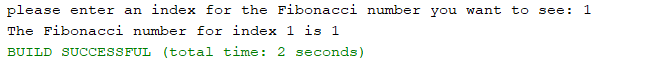 please enter an index for the Fibonacci number you want to see: 1
The Fibonacci number for index 1 is 1
BUILD SUCCESSFUL (total time: 2 seconds)